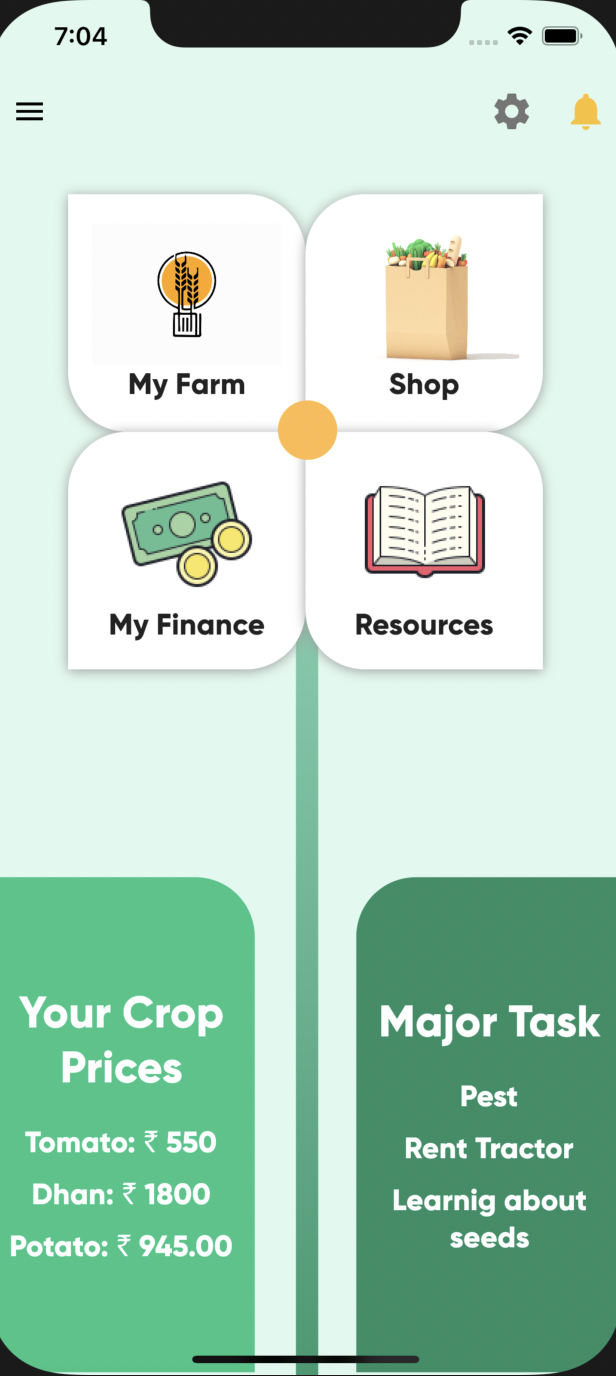 7:04
My Farm
Shop
My Finance
Resources
Your Crop
Prices
Tomato: ₹ 550
Dhan: ₹ 1800
Potato: ₹ 945.00
Major Task
Pest
Rent Tractor
Learnig about
seeds